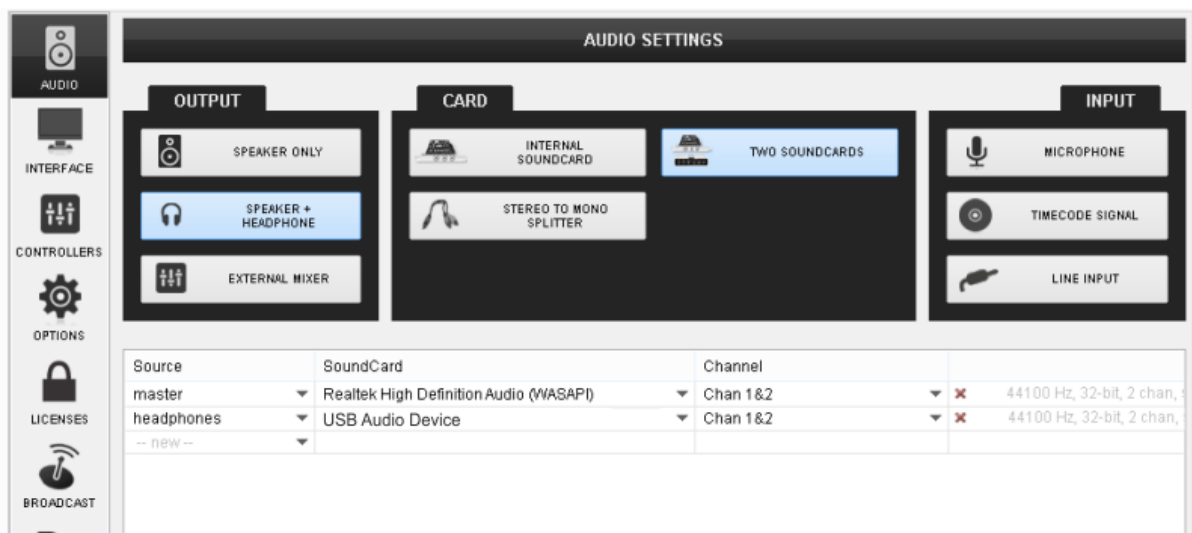 AUDIO SETTINGS
AUDIO
INTERFACE
CONTROLLERS
OPTIONS
LICENSES
BROADCAST
OUTPUT
SPEAKER ONLY
SPEAKER +
HEADPHONE
EXTERNAL MIXER
CARD
INTERNAL
SOUNDCARD
TWO SOUNDCARDS
STEREO TO MONO
SPLITTER
INPUT
MICROPHONE
TIMECODE SIGNAL
LINE INPUT
Source SoundCard Channel
master Realtek High Definition Audio (WASAPI) Chan 1&2 44100 Hz, 32-bit, 2 chan,
headphones USB Audio Device Chan 1&2 44100 Hz, 32-bit, 2 chan,
-- new --